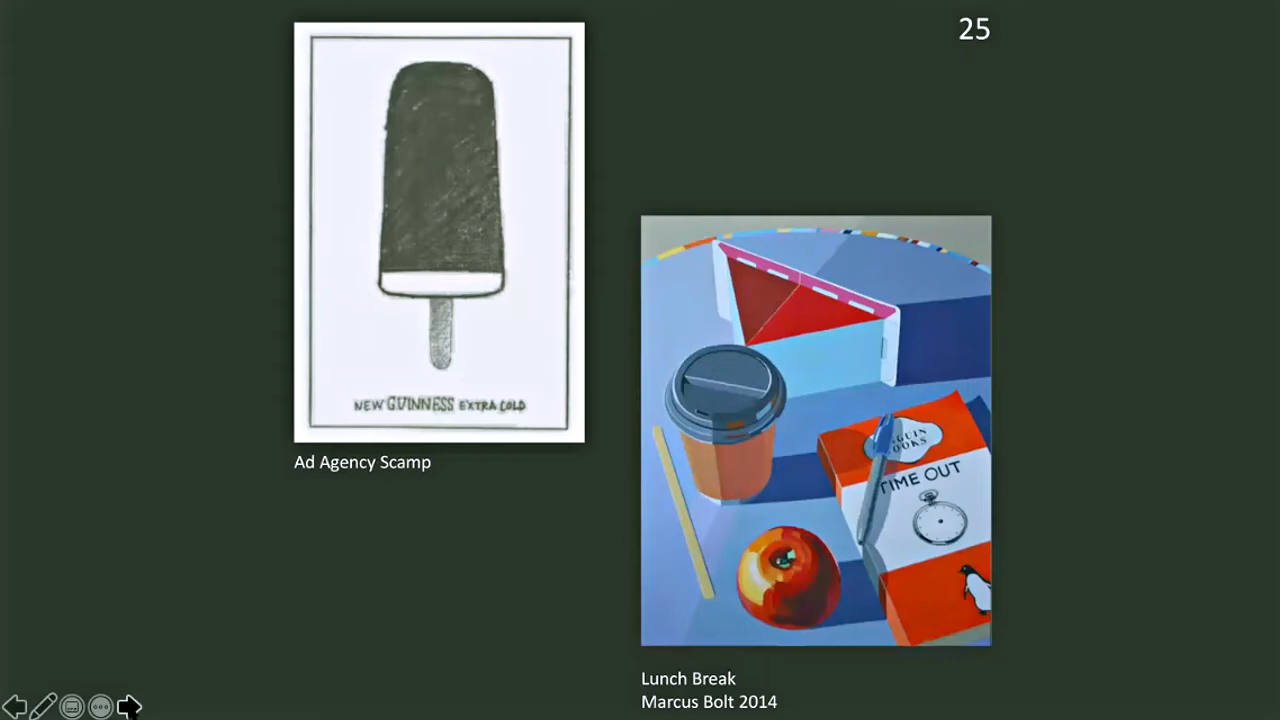 25
NEW GUINNESS EXTRA COLD
Ad Agency Scamp
TIME OUT
Lunch Break
Marcus Bolt 2014